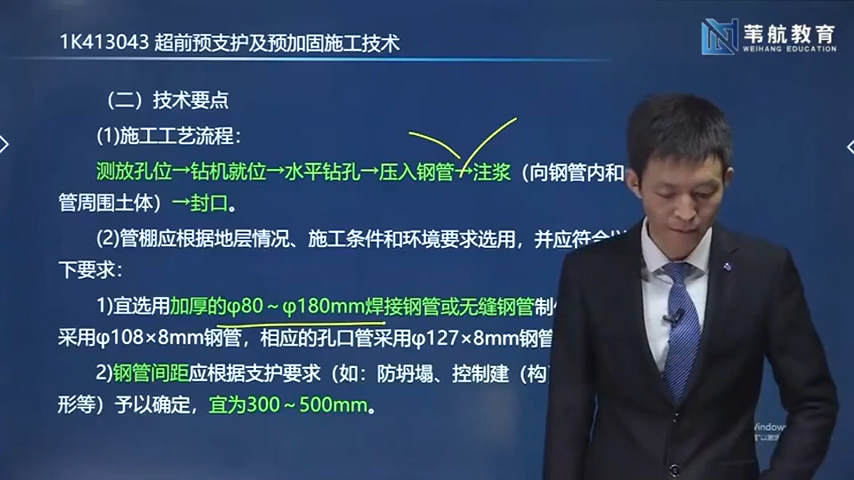 1K413043 超前预支护及预加固施工技术
苇航教育
WEIHANG EDUCATION
（二）技术要点
(1)施工工艺流程：
测放孔位→钻机就位→水平钻孔→压入钢管→注浆（向钢管内和
管周围土体）→封口。
(2)管棚应根据地层情况、施工条件和环境要求选用，并应符合以
下要求：
1)宜选用加厚的φ80～φ180mm焊接钢管或无缝钢管制
采用φ108×8mm钢管，相应的孔口管采用φ127×8mm钢管
2)钢管间距应根据支护要求（如：防坍塌、控制建（构
形等）予以确定，宜为300～500mm。
Windows